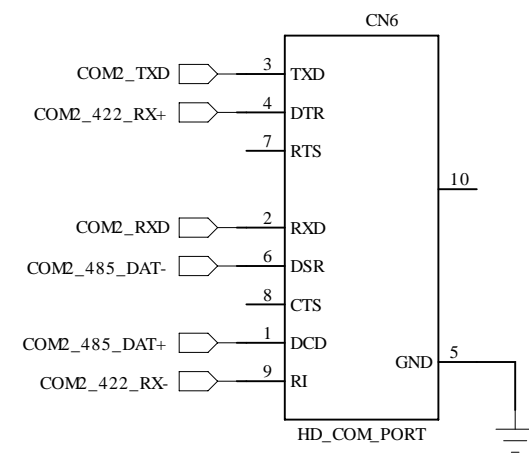 CN6
COM2_TXD 3 TXD
COM2_422_RX+ 4 DTR
7 RTS
10
COM2_RXD 2 RXD
COM2_485_DAT- 6 DSR
8 CTS
COM2_485_DAT+ 1 DCD
GND 5
COM2_422_RX- 9 RI
HD_COM_PORT